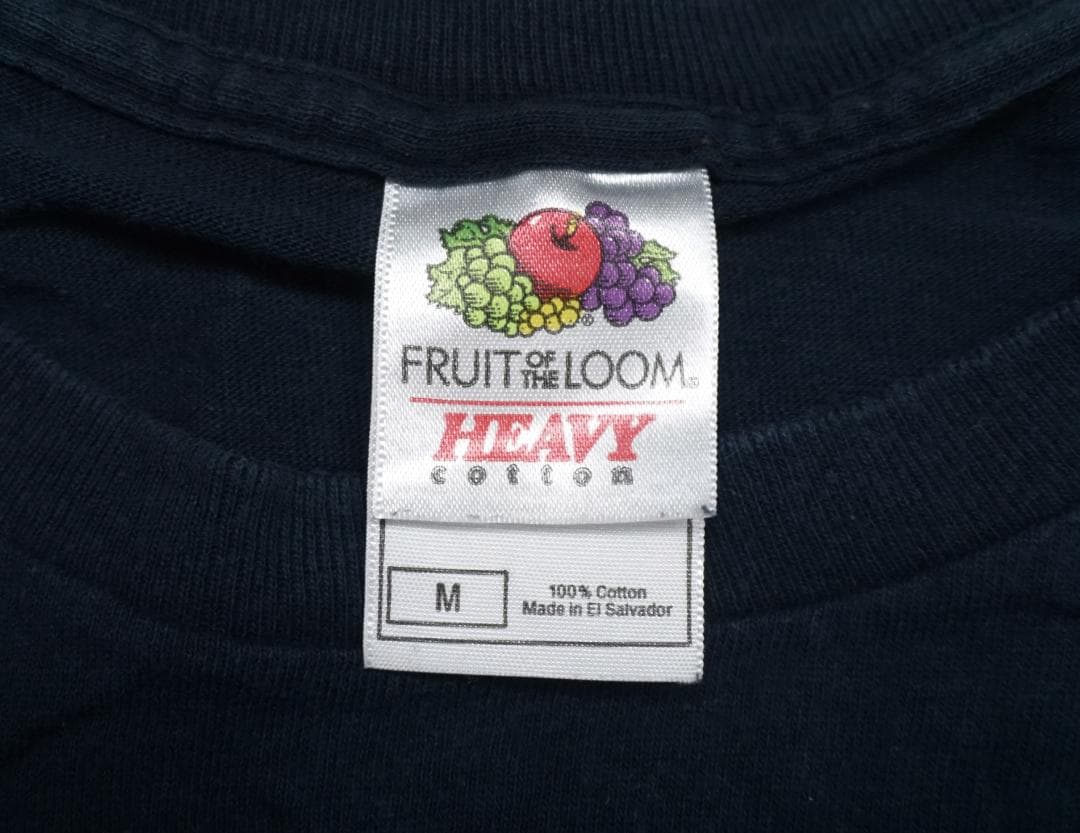 FRUIT OF THE LOOM®
HEAVY
cotton
M
100% Cotton
Made in El Salvador